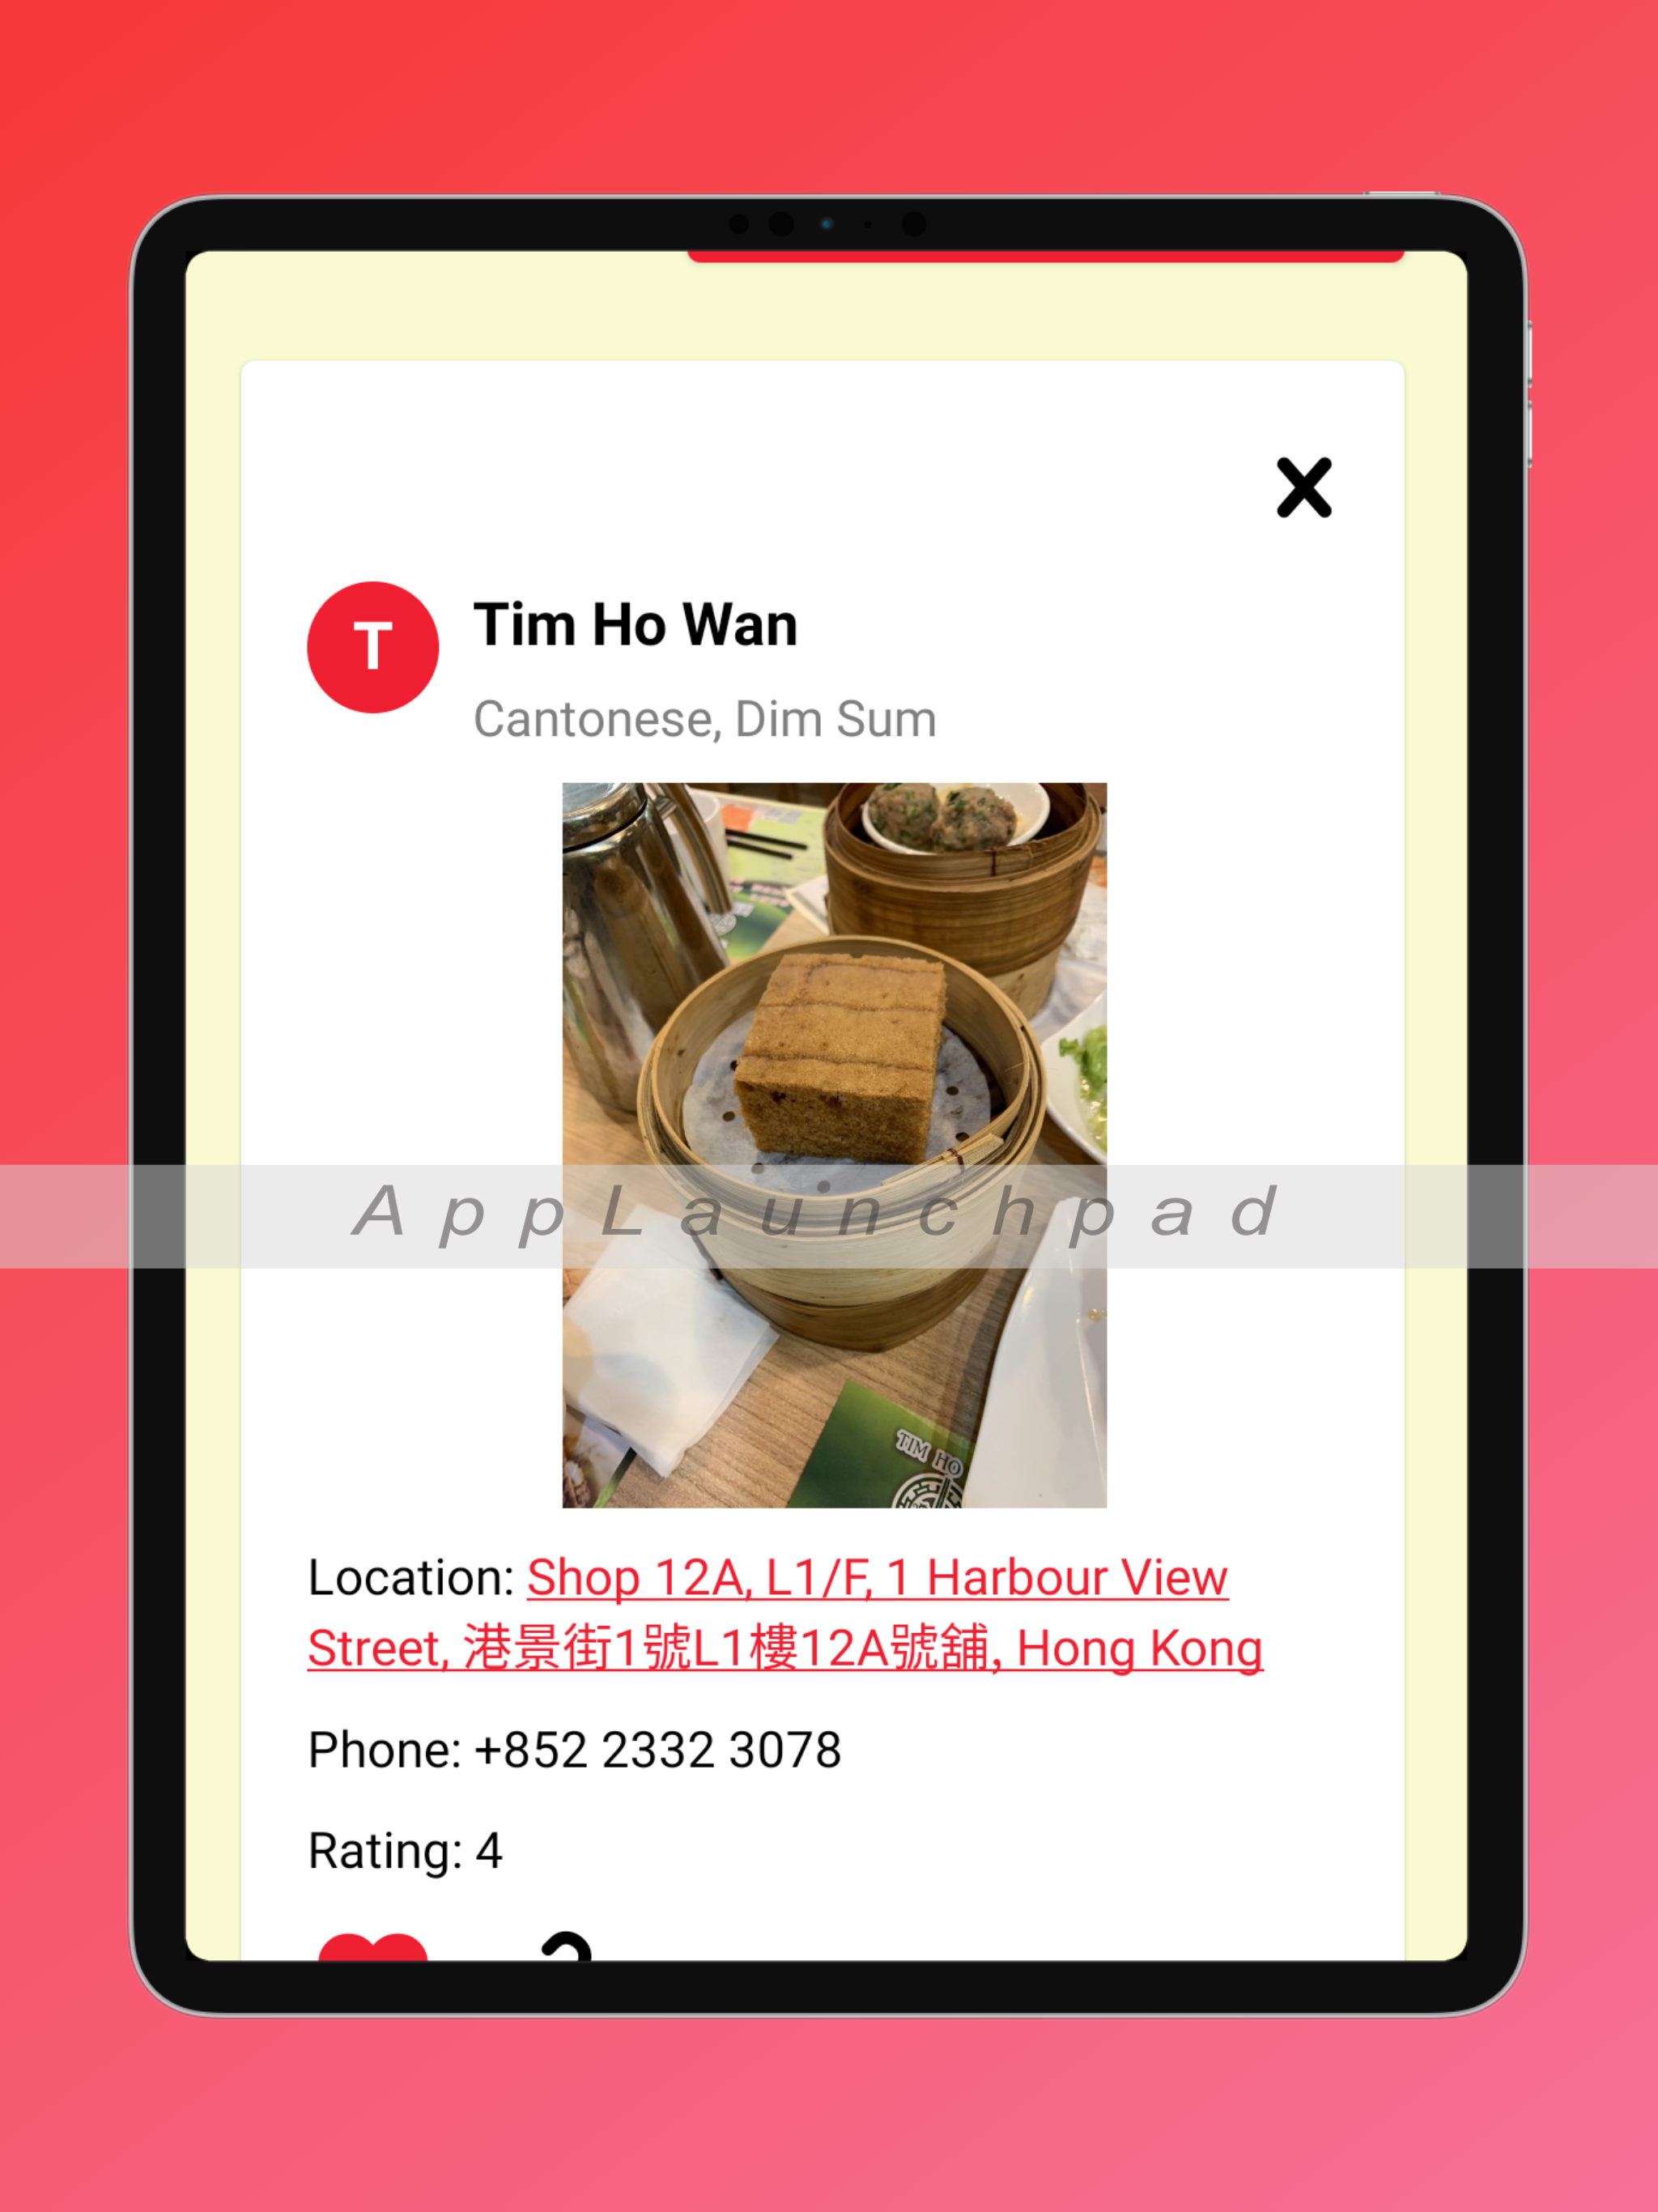 T
Tim Ho Wan
Cantonese, Dim Sum
AppLaunchpad
TIM HO
Location: Shop 12A, L1/F, 1 Harbour View
Street, 港景街1號L1樓12A號舖, Hong Kong
Phone: +852 2332 3078
Rating: 4